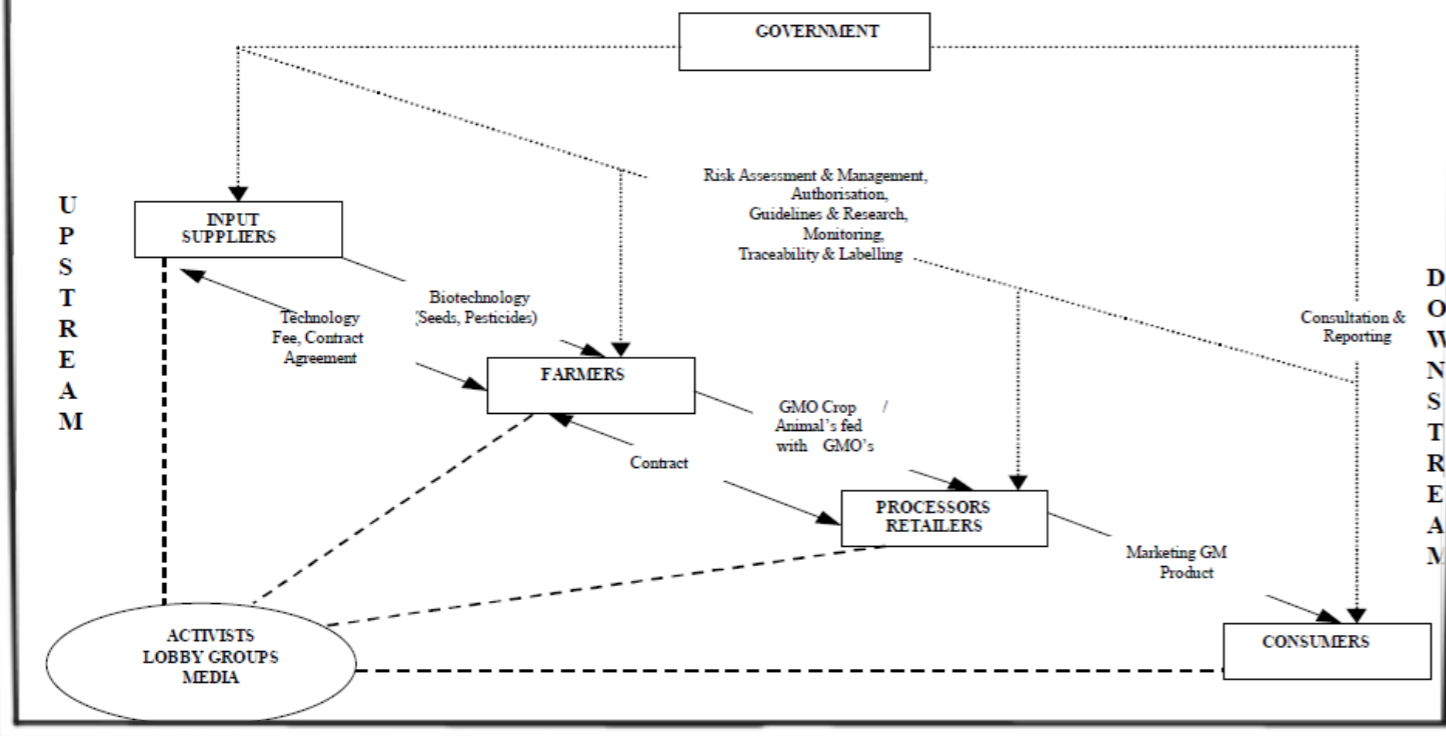 GOVERNMENT
Risk Assessment & Management,
Authorisation,
Guidelines & Research,
Monitoring,
Traceability & Labelling
UPSTREAM
INPUT
SUPPLIERS
Biotechnology
(Seeds, Pesticides)
Technology
Fee, Contract
Agreement
Consultation &
Reporting
DOWNSTREAM
FARMERS
GMO Crop /
Animal's fed
with GMO's
Contract
PROCESSORS
RETAILERS
Marketing GM
Product
ACTIVISTS
LOBBY GROUPS
MEDIA
CONSUMERS